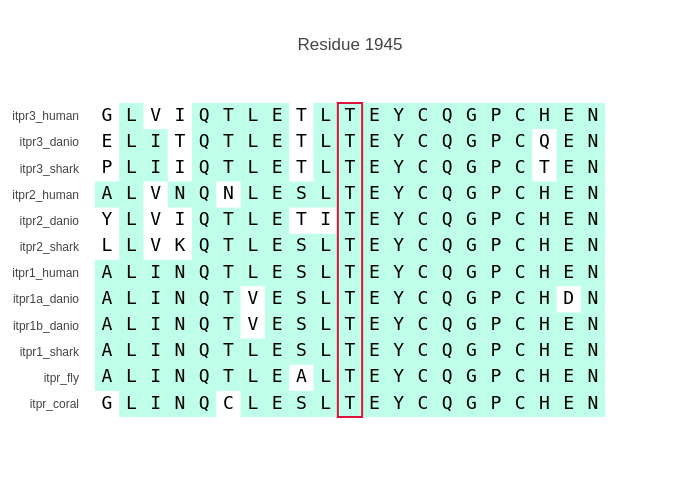 Residue 1945
itpr3_human G L V I Q T L E T L T E Y C Q G P C H E N
itpr3_danio E L I T Q T L E T L T E Y C Q G P C Q E N
itpr3_shark P L I I Q T L E T L T E Y C Q G P C T E N
itpr2_human A L V N Q N L E S L T E Y C Q G P C H E N
itpr2_danio Y L V I Q T L E T I T E Y C Q G P C H E N
itpr2_shark L L V K Q T L E S L T E Y C Q G P C H E N
itpr1_human A L I N Q T L E S L T E Y C Q G P C H E N
itpr1a_danio A L I N Q T V E S L T E Y C Q G P C H D N
itpr1b_danio A L I N Q T V E S L T E Y C Q G P C H E N
itpr1_shark A L I N Q T L E S L T E Y C Q G P C H E N
itpr_fly A L I N Q T L E A L T E Y C Q G P C H E N
itpr_coral G L I N Q C L E S L T E Y C Q G P C H E N